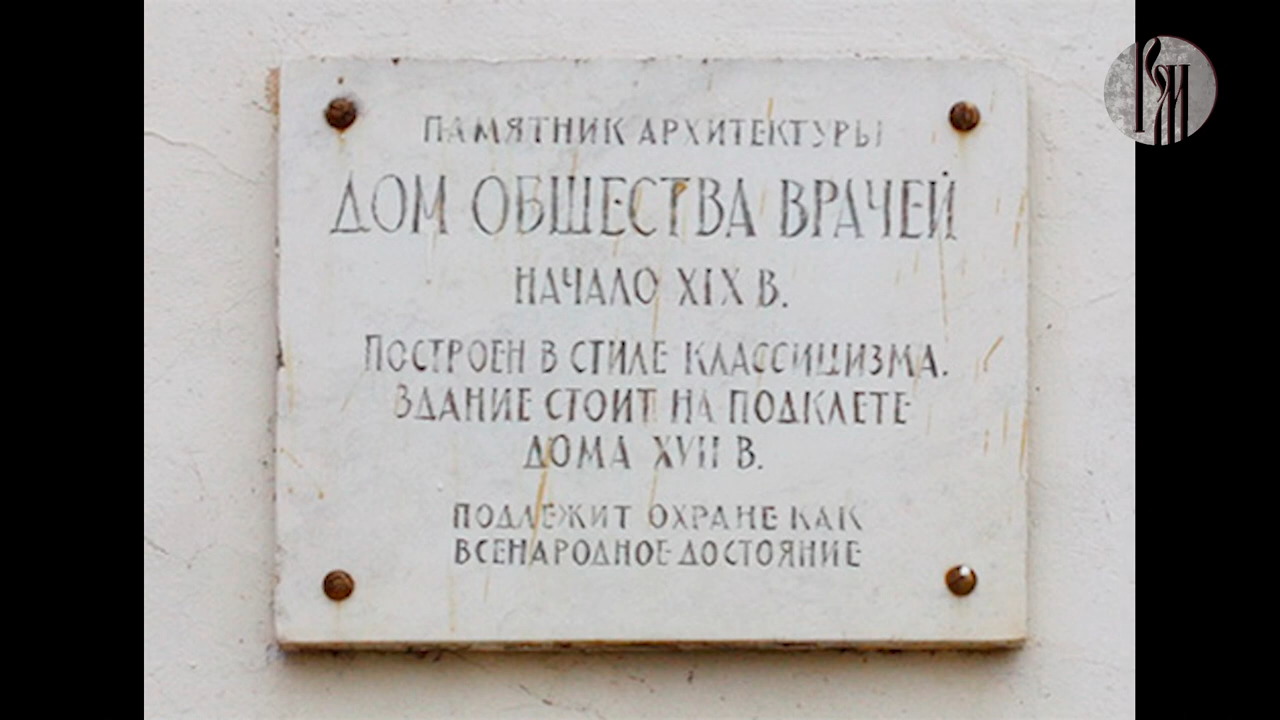 ПАМЯТНИК АРХИТЕКТУРЫ
ДОМ ОБЩЕСТВА ВРАЧЕЙ
НАЧАЛО XIX В.
ПОСТРОЕН В СТИЛЕ КЛАССИЦИЗМА.
ЗДАНИЕ СТОИТ НА ПОДКЛЕТЕ
ДОМА XVII В.
ПОДЛЕЖИТ ОХРАНЕ КАК
ВСЕНАРОДНОЕ ДОСТОЯНИЕ